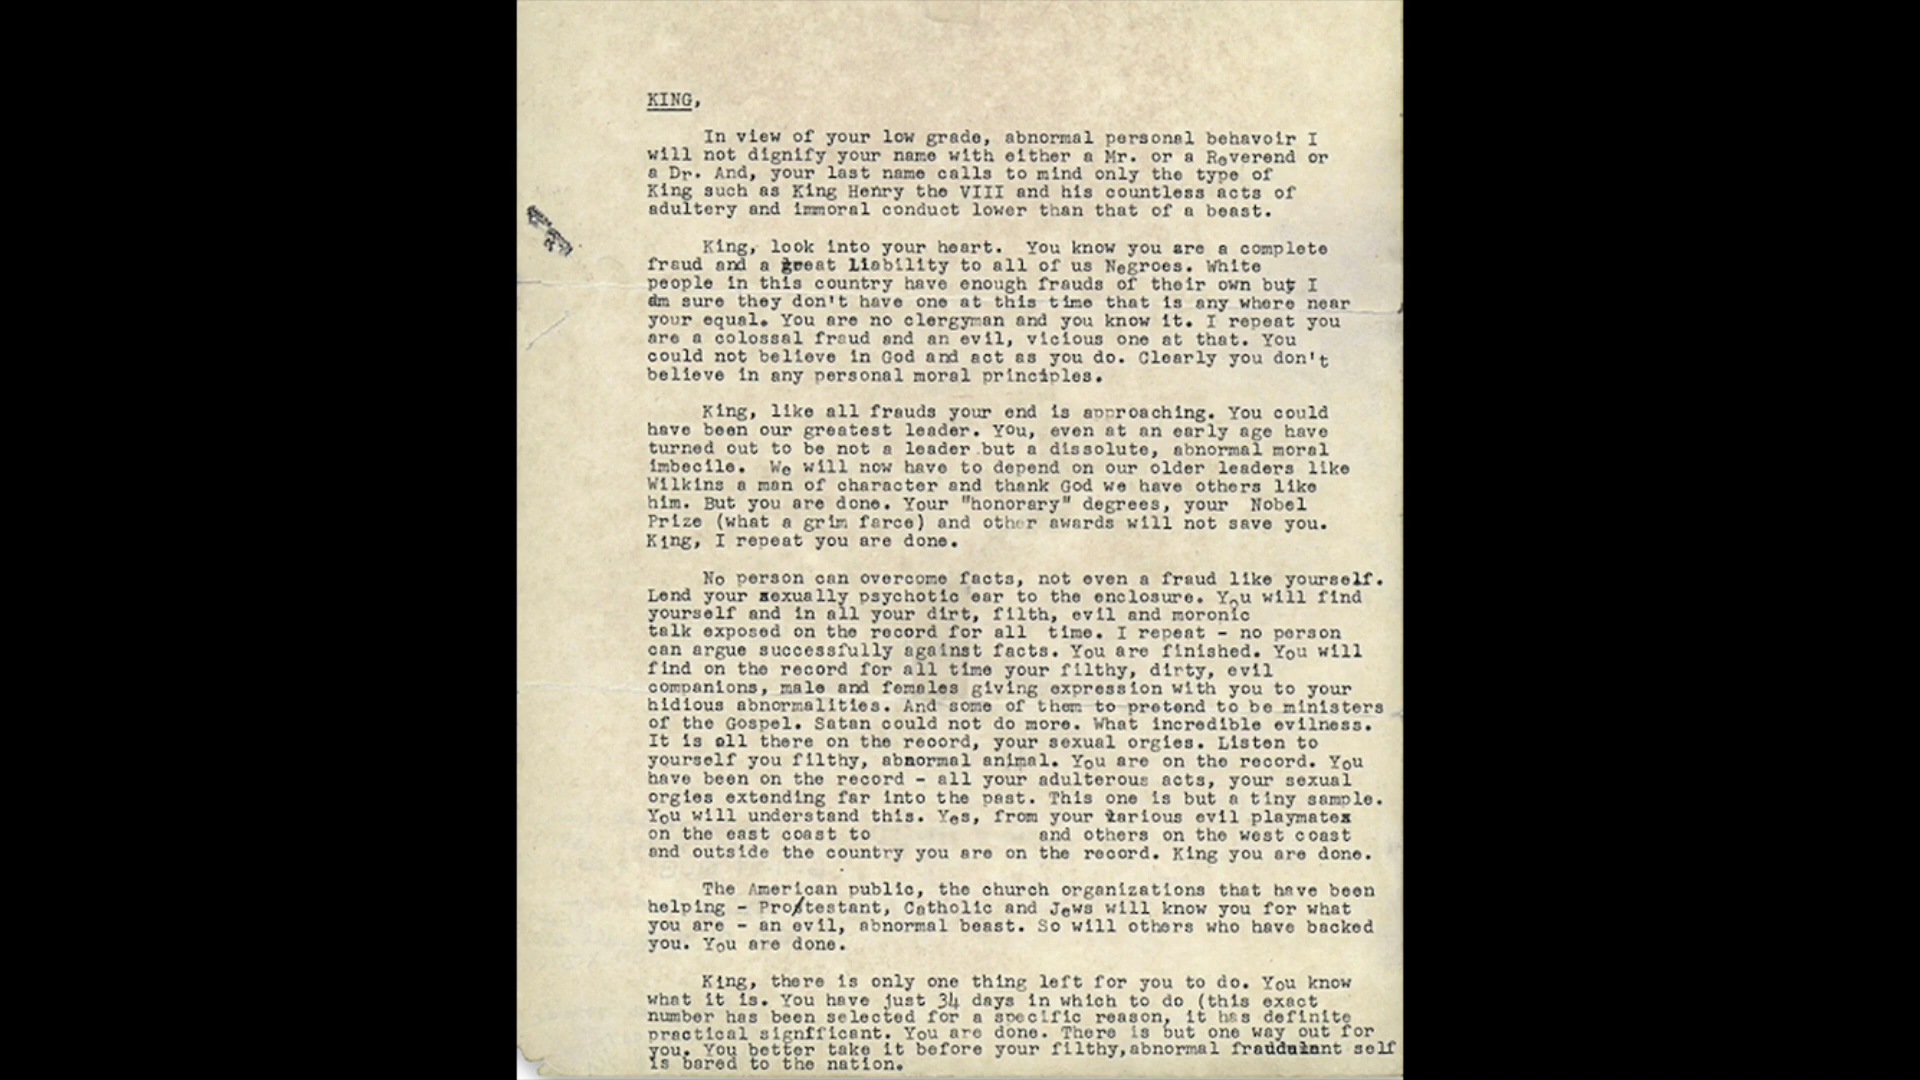 KING,
In view of your low grade, abnormal personal behavoir I
will not dignify your name with either a Mr. or a Reverend or
a Dr. And, your last name calls to mind only the type of
King such as King Henry the VIII and his countless acts of
adultery and immoral conduct lower than that of a beast.
King, look into your heart. You know you are a complete
fraud and a great liability to all of us Negroes. White
people in this country have enough frauds of their own but I
am sure they don't have one at this time that is any where near
your equal. You are no clergyman and you know it. I repeat you
are a colossal fraud and an evil, vicious one at that. You
could not believe in God and act as you do. Clearly you don't
believe in any personal moral principles.
King, like all frauds your end is approaching. You could
have been our greatest leader. You, even at an early age have
turned out to be not a leader but a dissolute, abnormal moral
imbecile. We will now have to depend on our older leaders like
Wilkins a man of character and thank God we have others like
him. But you are done. Your "honorary" degrees, your Nobel
Prize (what a grim farce) and other awards will not save you.
King, I repeat you are done.
No person can overcome facts, not even a fraud like yourself.
Lend your sexually psychotic ear to the enclosure. You will find
yourself and in all your dirt, filth, evil and moronic
talk exposed on the record for all time. I repeat - no person
can argue successfully against facts. You are finished. You will
find on the record for all time your filthy, dirty, evil
companions, male and females giving expression with you to your
hidious abnormalities. And some of them to pretend to be ministers
of the Gospel. Satan could not do more. What incredible evilness.
It is all there on the record, your sexual orgies. Listen to
yourself you filthy, abnormal animal. You are on the record. You
have been on the record - all your adulterous acts, your sexual
orgies extending far into the past. This one is but a tiny sample.
You will understand this. Yes, from your various evil playmates
on the east coast to and others on the west coast
and outside the country you are on the record. King you are done.
The American public, the church organizations that have been
helping - Protestant, Catholic and Jews will know you for what
you are - an evil, abnormal beast. So will others who have backed
you. You are done.
King, there is only one thing left for you to do. You know
what it is. You have just 34 days in which to do (this exact
number has been selected for a specific reason, it has definite
practical signficant. You are done. There is but one way out for
you. You better take it before your filthy,abnormal fraudulent self
is bared to the nation.